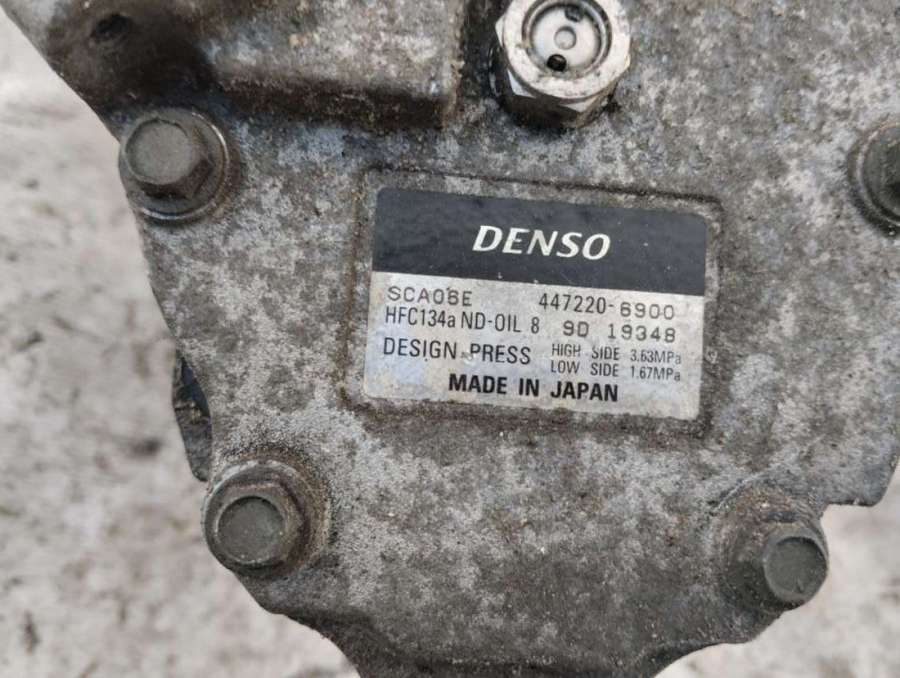 DENSO
SCA06E 447220-6900
HFC134a ND-OIL 8 9D 19348
DESIGN PRESS HIGH SIDE 3.63MPa
LOW SIDE 1.67MPa
MADE IN JAPAN